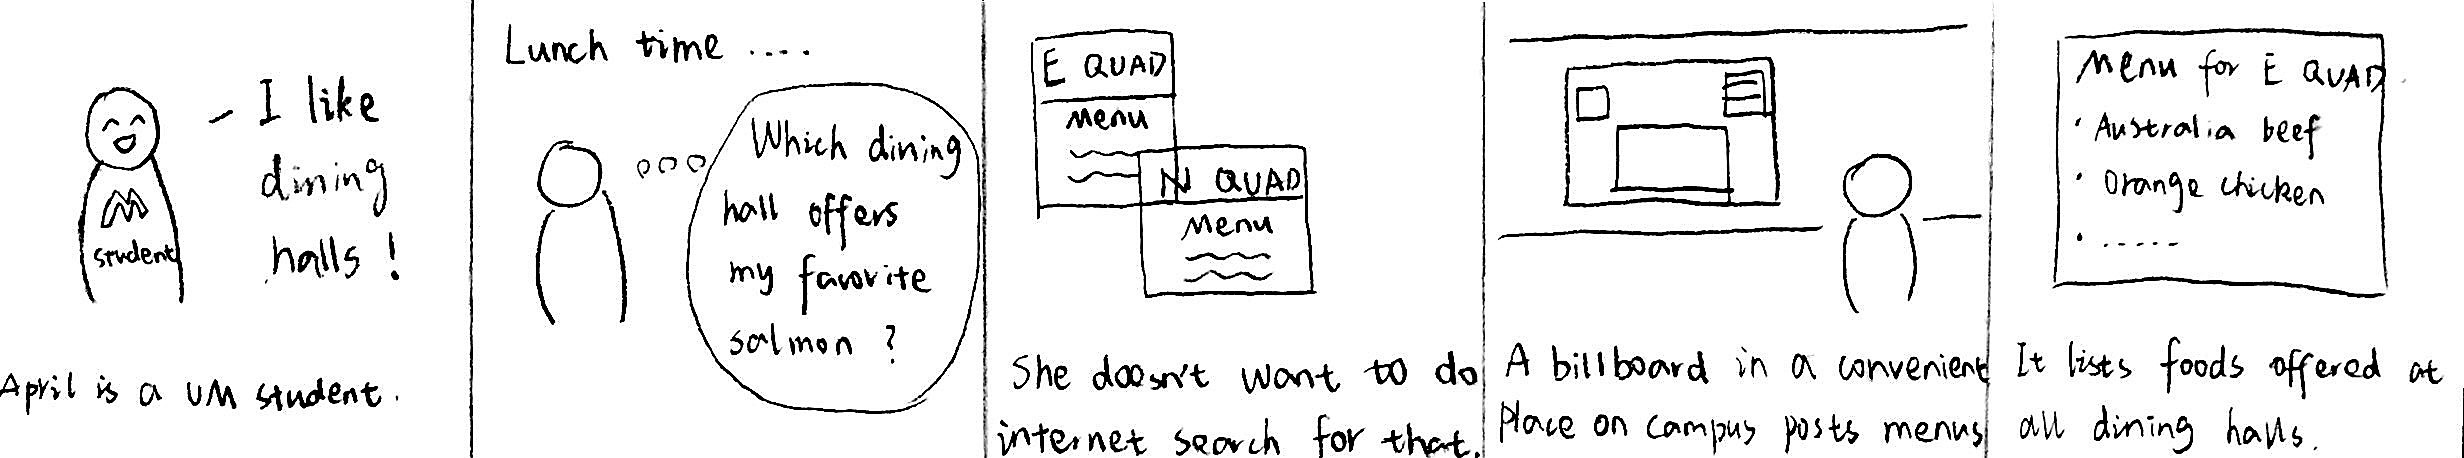 - I like
dining
halls !
M
student
April is a UM student.
Lunch time ....
Which dining
hall offers
my favorite
salmon ?
E QUAD
Menu
N QUAD
Menu
She doesn't want to do
internet search for that.
A billboard in a convenient
Place on campus posts menus
Menu for E QUAD
· Australia beef
· Orange chicken
· .....
It lists foods offered at
all dining halls.